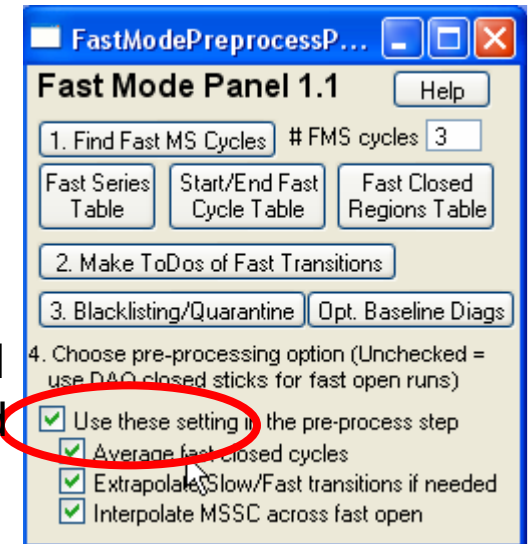 FastModePreprocessP...
Fast Mode Panel 1.1 Help
1. Find Fast MS Cycles # FMS cycles 3
Fast Series Table Start/End Fast Cycle Table Fast Closed Regions Table
2. Make ToDos of Fast Transitions
3. Blacklisting/Quarantine Opt. Baseline Diags
4. Choose pre-processing option (Unchecked =
use DAQ closed sticks for fast open runs)
Use these setting in the pre-process step
Average fast closed cycles
Extrapolate Slow/Fast transitions if needed
Interpolate MSSC across fast open